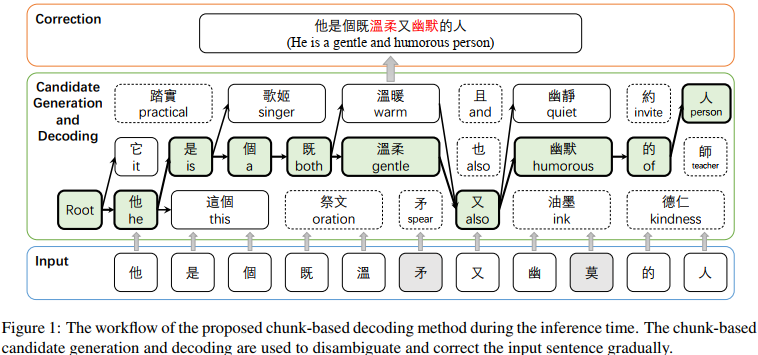 Correction
他是個既溫柔又幽默的人
(He is a gentle and humorous person)
Candidate
Generation
and
Decoding
踏實
practical
歌姬
singer
溫暖
warm
且
and
幽靜
quiet
約
invite
人
person
它
it
是
is
個
a
既
both
溫柔
gentle
也
also
幽默
humorous
的
of
師
teacher
Root
他
he
這個
this
祭文
oration
矛
spear
又
also
油墨
ink
德仁
kindness
Input
他
是
個
既
溫
矛
又
幽
莫
的
人
Figure 1: The workflow of the proposed chunk-based decoding method during the inference time. The chunk-based
candidate generation and decoding are used to disambiguate and correct the input sentence gradually.